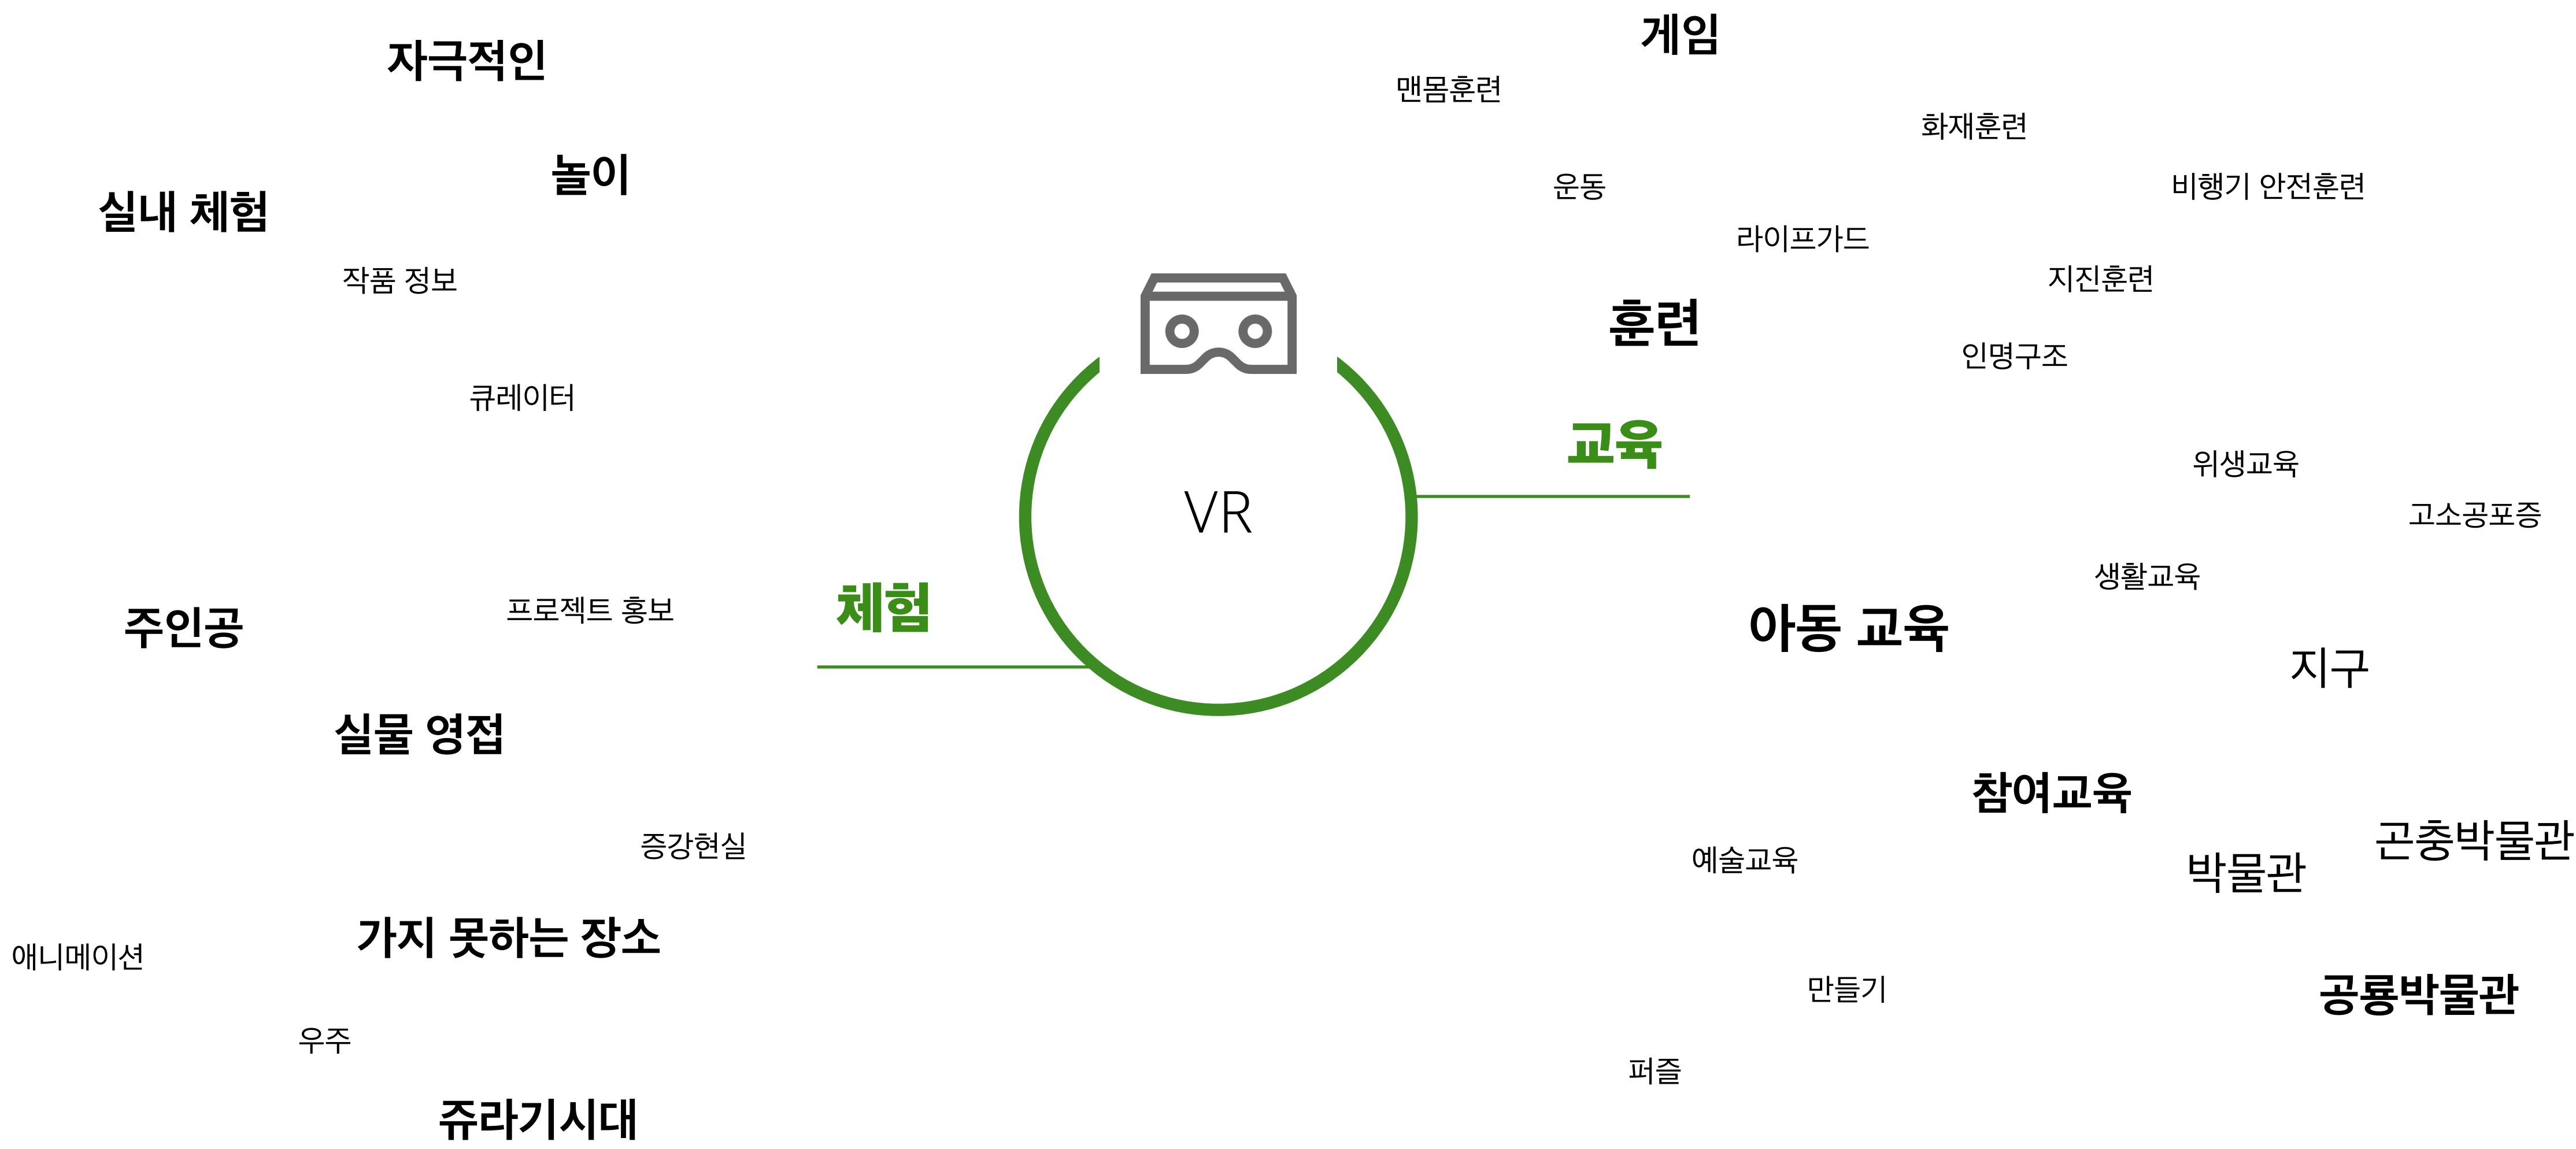 자극적인
놀이
실내 체험
작품 정보
큐레이터
체험
프로젝트 홍보
주인공
실물 영접
증강현실
가지 못하는 장소
애니메이션
우주
쥬라기시대
VR
게임
맨몸훈련
화재훈련
운동
비행기 안전훈련
라이프가드
지진훈련
훈련
인명구조
교육
위생교육
고소공포증
생활교육
아동 교육
지구
참여교육
곤충박물관
예술교육
박물관
만들기
공룡박물관
퍼즐